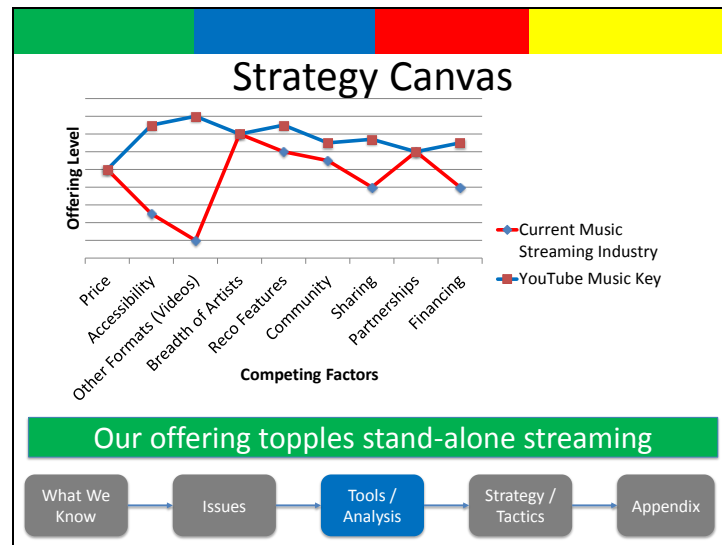 Strategy Canvas
Offering Level
Price
Accessibility
Other Formats (Videos)
Breadth of Artists
Reco Features
Community
Sharing
Partnerships
Financing
Competing Factors
Current Music
Streaming Industry
YouTube Music Key
Our offering topples stand-alone streaming
What We
Know
Issues
Tools /
Analysis
Strategy /
Tactics
Appendix